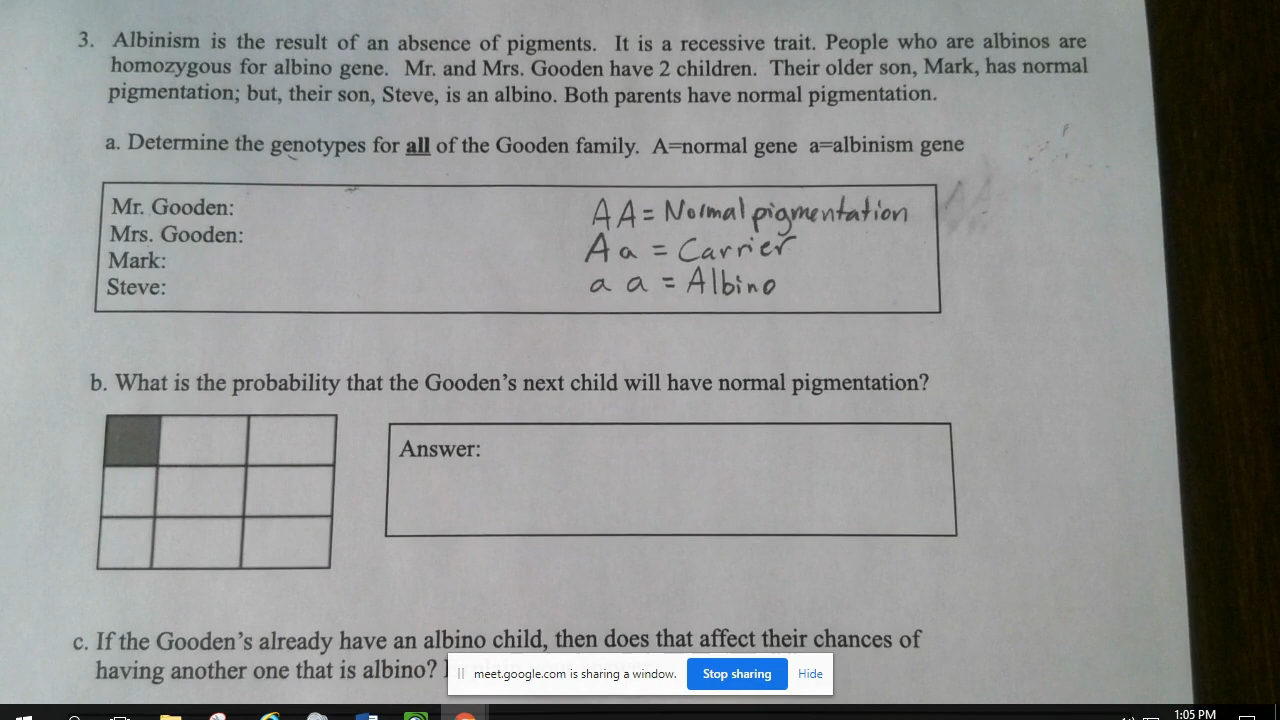 3. Albinism is the result of an absence of pigments. It is a recessive trait. People who are albinos are
homozygous for albino gene. Mr. and Mrs. Gooden have 2 children. Their older son, Mark, has normal
pigmentation; but, their son, Steve, is an albino. Both parents have normal pigmentation.
a. Determine the genotypes for all of the Gooden family. A=normal gene a=albinism gene
Mr. Gooden:
Mrs. Gooden:
Mark:
Steve:
AA = Normal pigmentation
Aa = Carrier
a a = Albino
b. What is the probability that the Gooden's next child will have normal pigmentation?
Answer:
c. If the Gooden's already have an albino child, then does that affect their chances of
having another one that is albino?
meet.google.com is sharing a window.
Stop sharing
Hide
1:05 PM